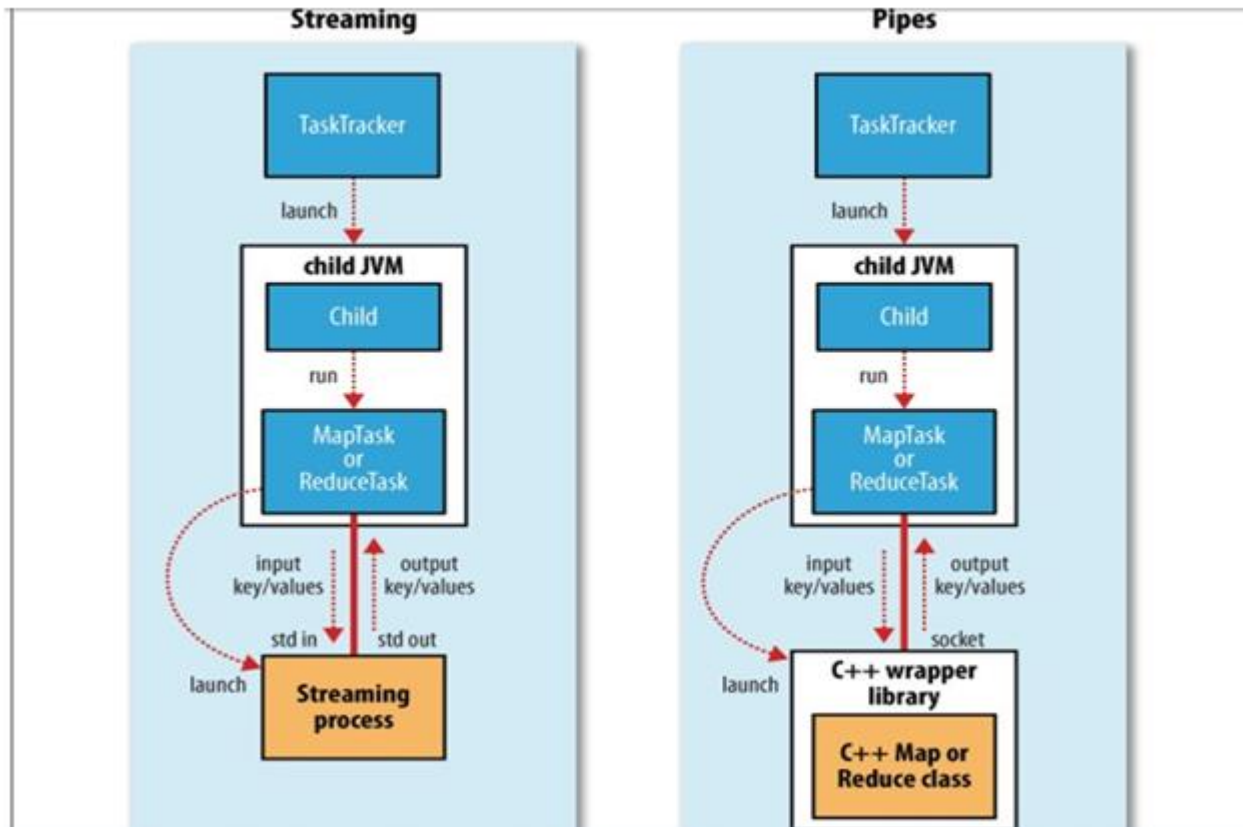 Streaming
TaskTracker
launch
child JVM
Child
run
MapTask
or
ReduceTask
input
key/values
output
key/values
std in
std out
launch
Streaming
process
Pipes
TaskTracker
launch
child JVM
Child
run
MapTask
or
ReduceTask
input
key/values
output
key/values
socket
launch
C++ wrapper
library
C++ Map or
Reduce class